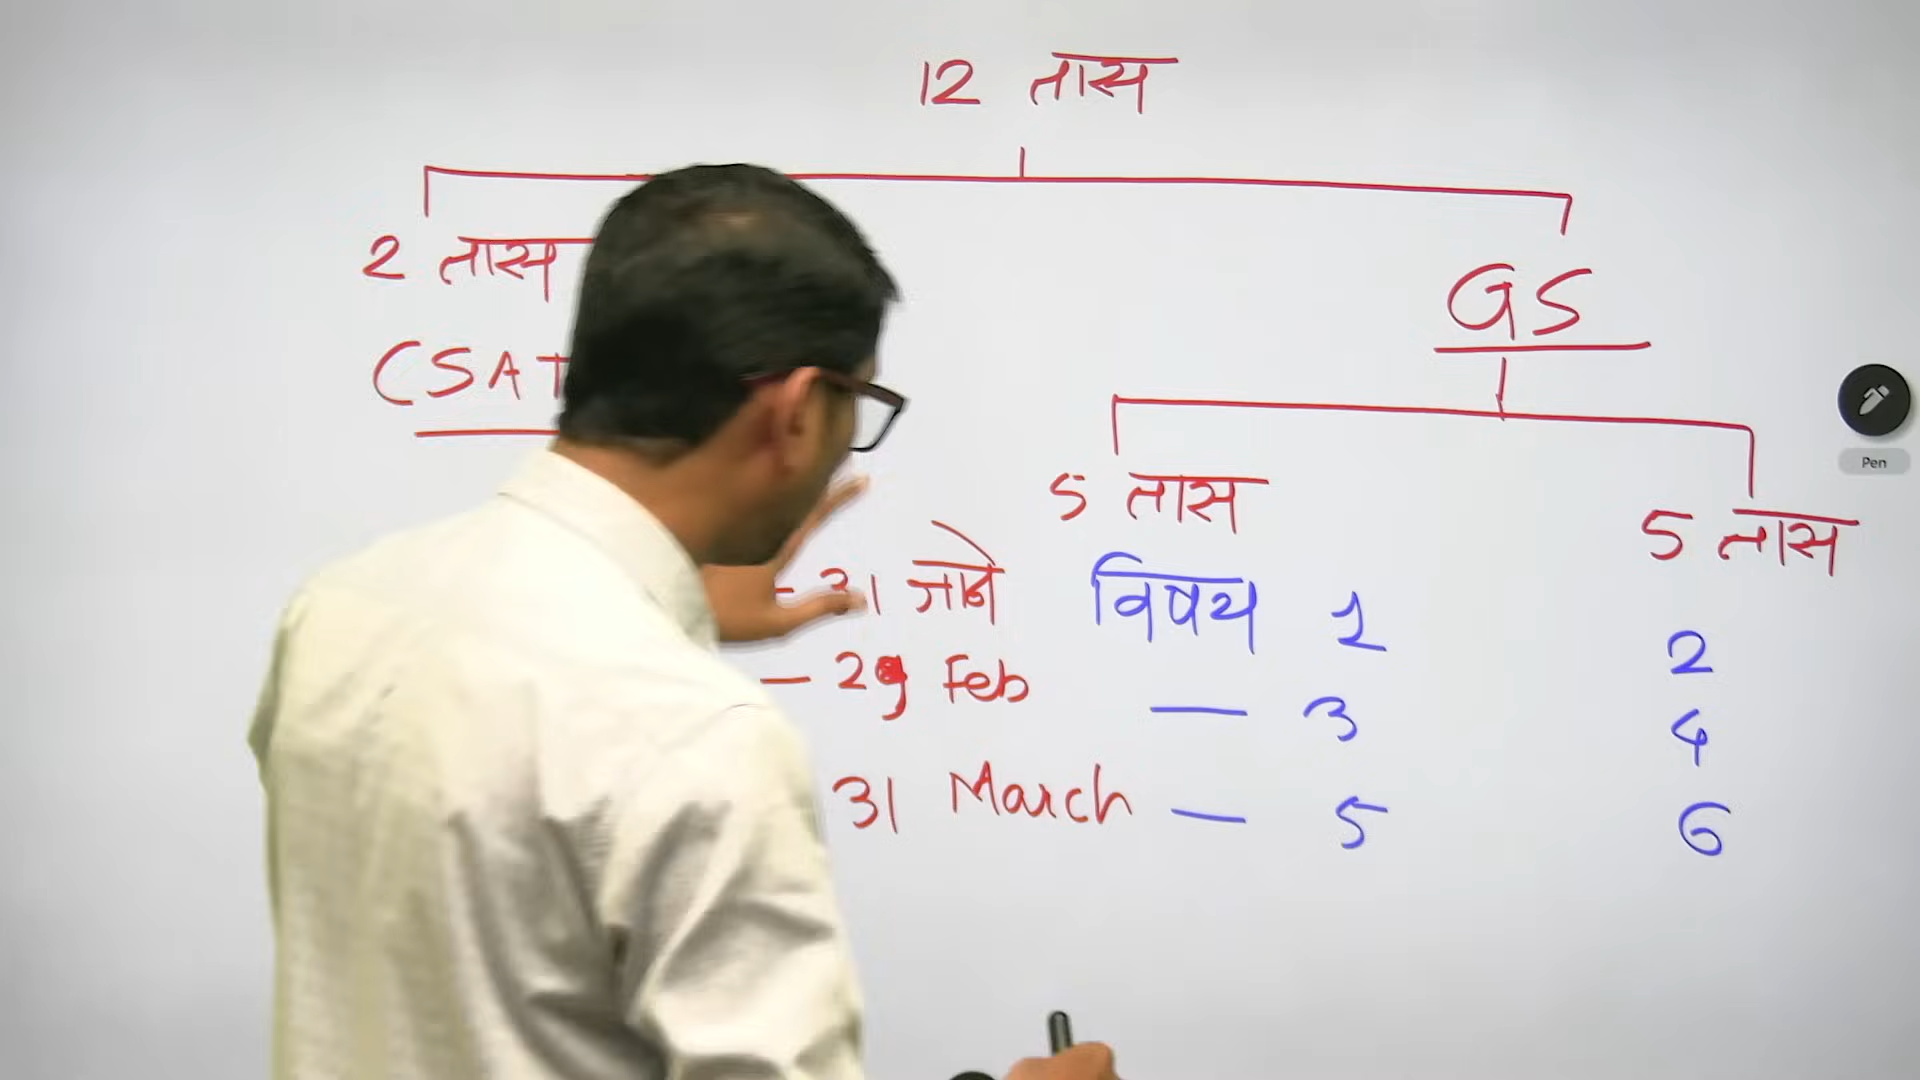 12 तास
2 तास
GS
CSAT
5 तास
5 तास
- 31 जाने विषय 1 2
— 29 Feb — 3 4
31 March — 5 6
Pen